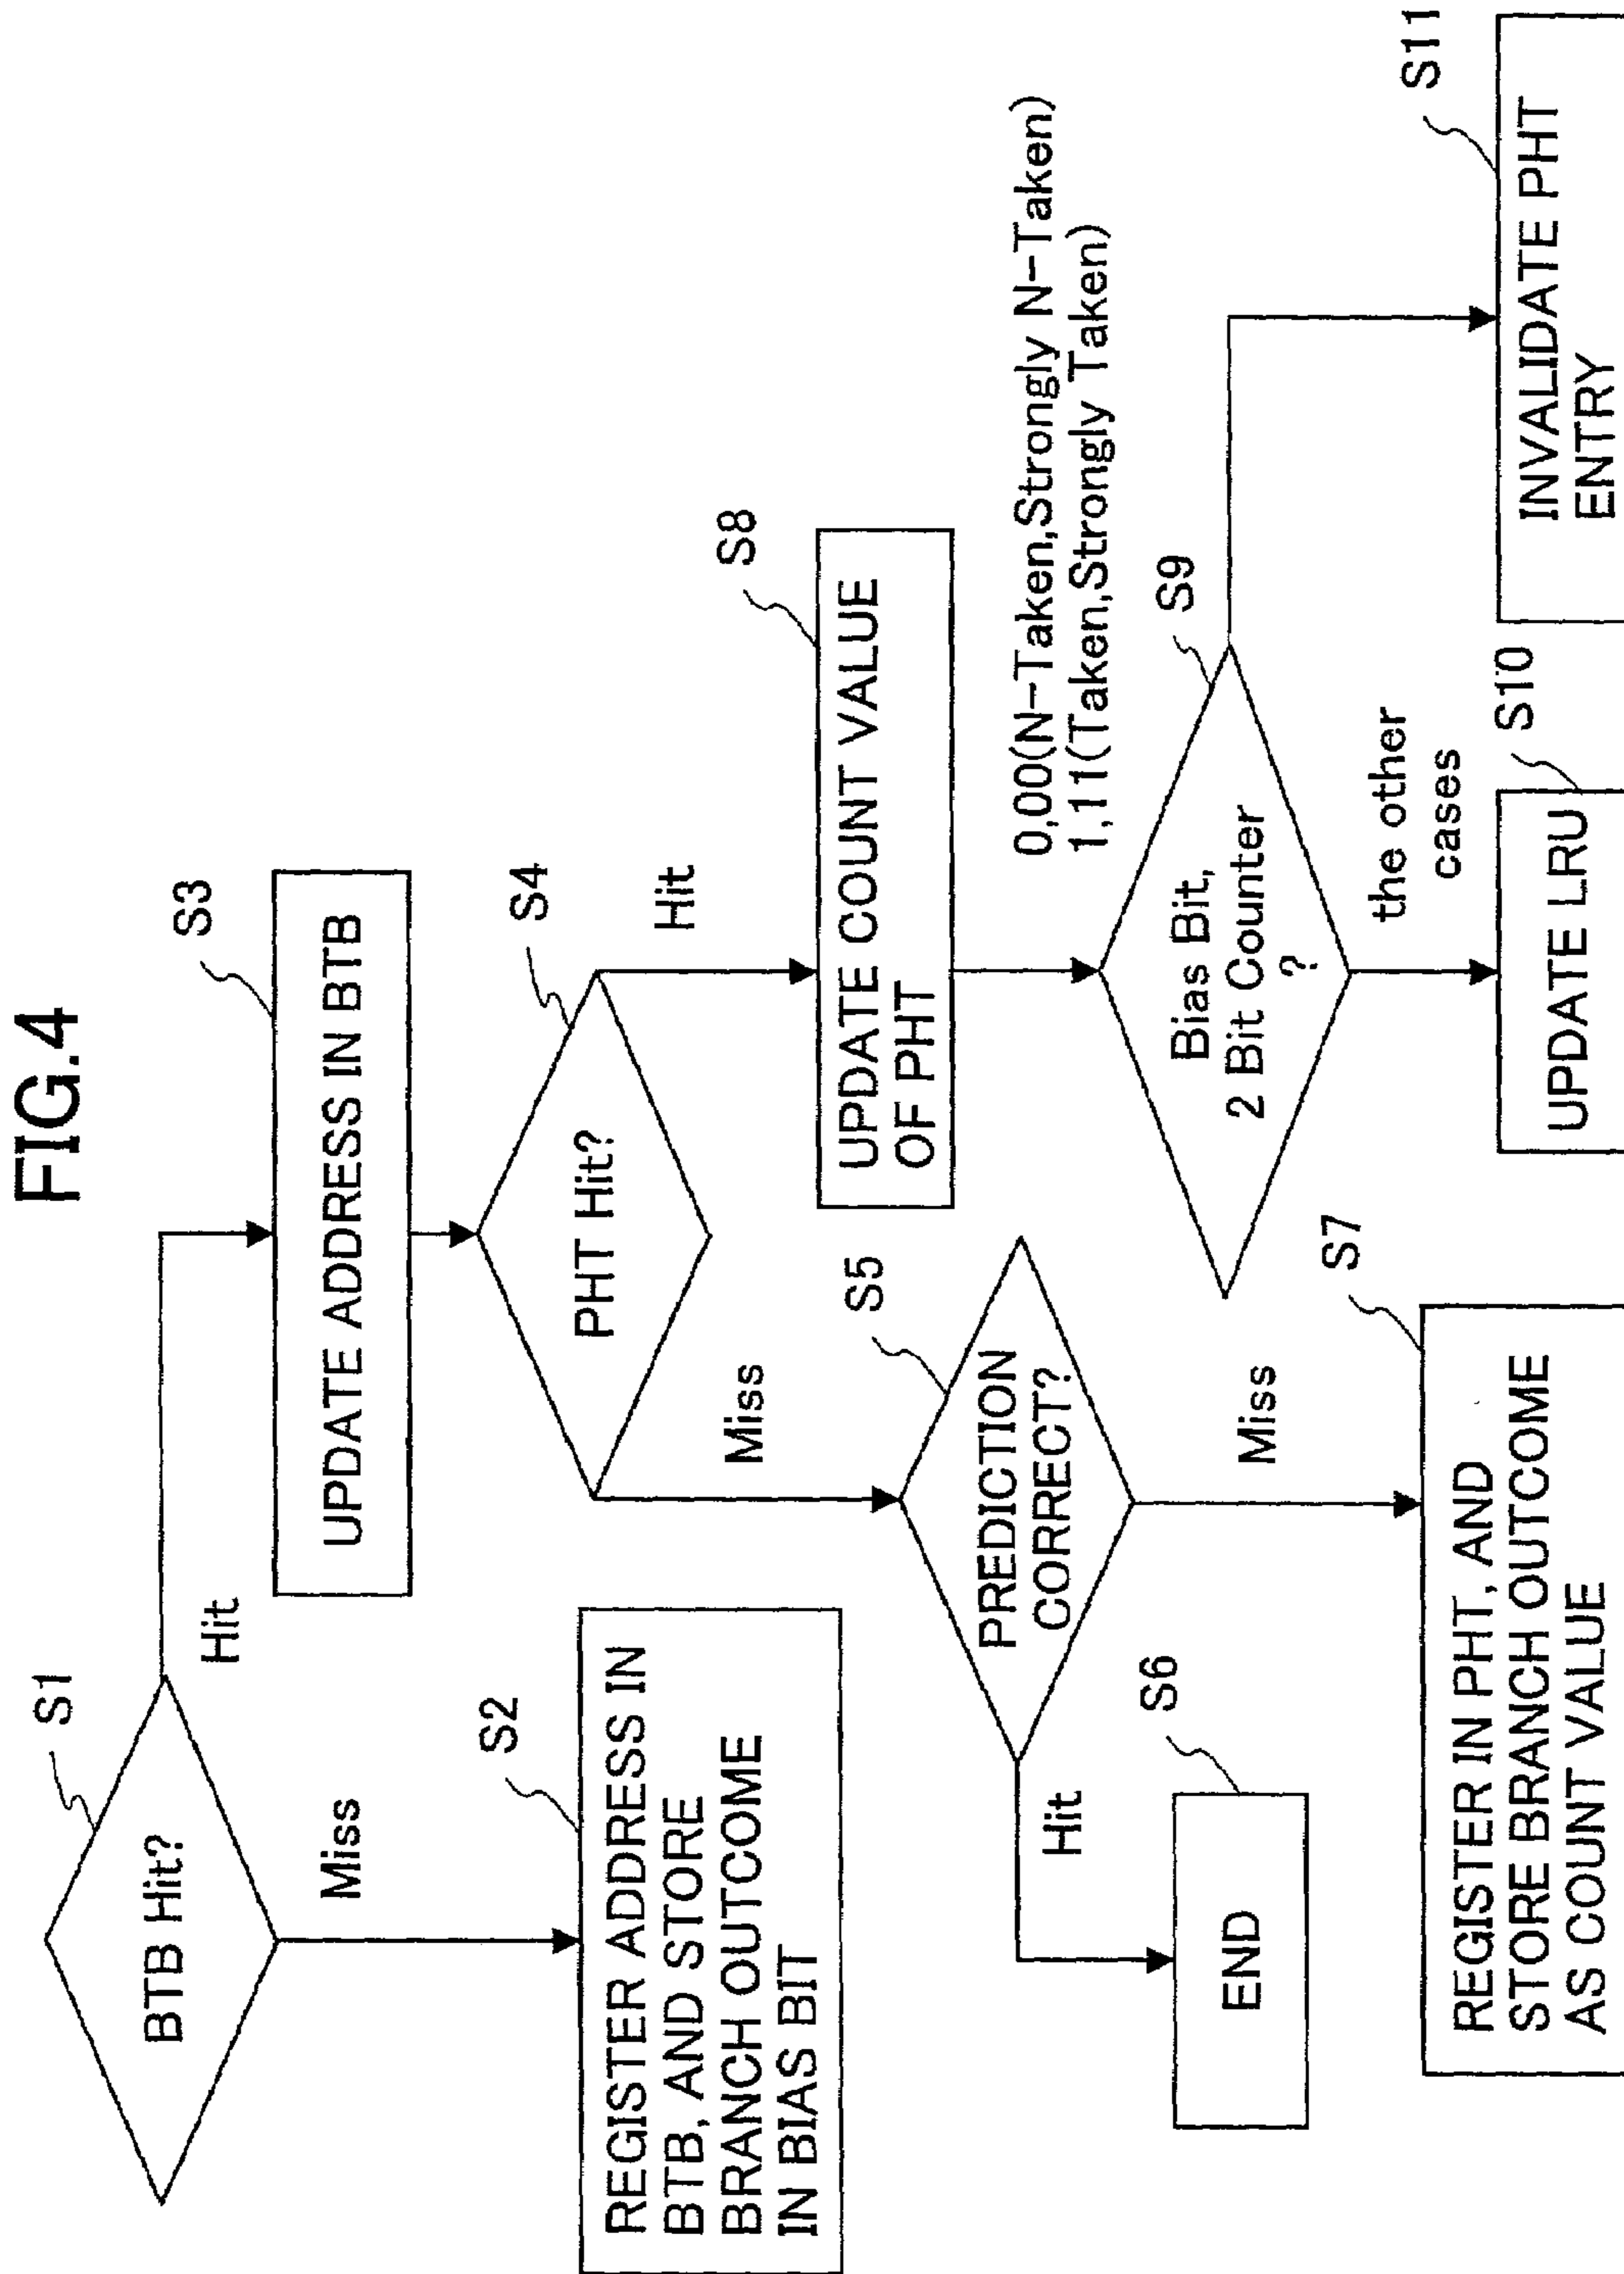 FIG.4
S1
BTB Hit?
Hit
Miss
S2
REGISTER ADDRESS IN
BTB, AND STORE
BRANCH OUTCOME
IN BIAS BIT
S3
UPDATE ADDRESS IN BTB
S4
PHT Hit?
Hit
Miss
S5
PREDICTION
CORRECT?
Hit
Miss
S6
END
S7
REGISTER IN PHT, AND
STORE BRANCH OUTCOME
AS COUNT VALUE
S8
UPDATE COUNT VALUE
OF PHT
0,00(N-Taken,Strongly N-Taken)
1,11(Taken,Strongly Taken)
S9
Bias Bit,
2 Bit Counter
?
the other
cases
S10
UPDATE LRU
S11
INVALIDATE PHT
ENTRY